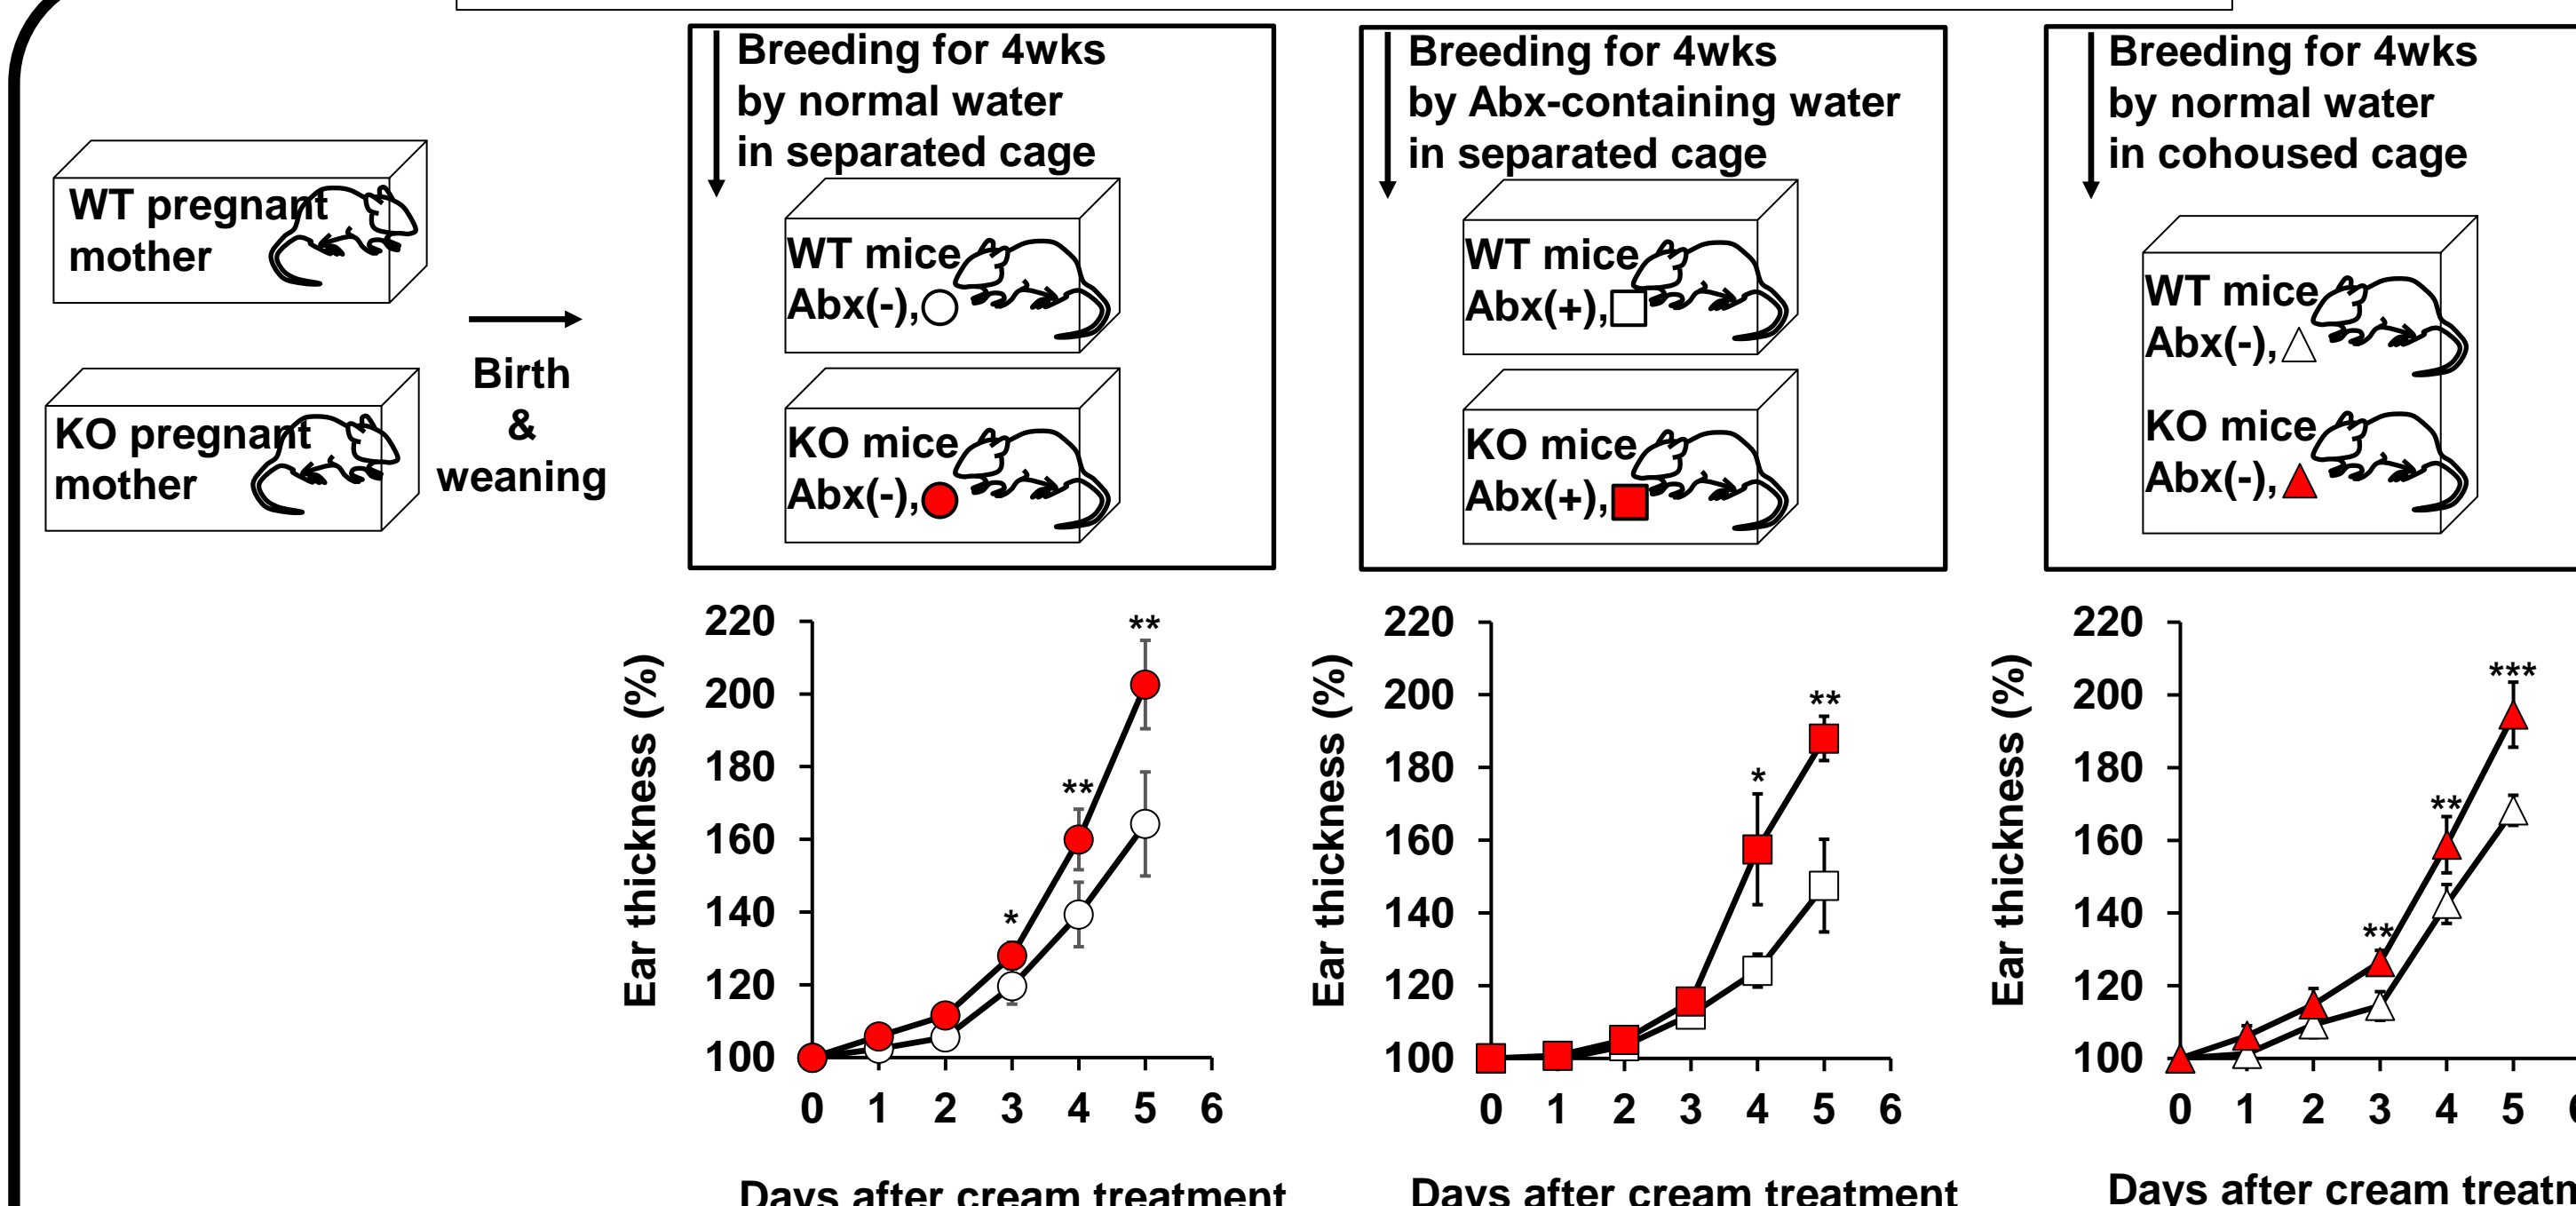 Breeding for 4wks
by normal water
in separated cage
WT mice
Abx(-),
KO mice
Abx(-),
Breeding for 4wks
by Abx-containing water
in separated cage
WT mice
Abx(+),
KO mice
Abx(+),
Breeding for 4wks
by normal water
in cohoused cage
WT mice
Abx(-),
KO mice
Abx(-),
WT pregnant
mother
KO pregnant
mother
Birth
&
weaning
Ear thickness (%)
220
200
180
160
140
120
100
*
**
**
0 1 2 3 4 5 6
Days after cream treatment
Ear thickness (%)
220
200
180
160
140
120
100
*
**
0 1 2 3 4 5 6
Days after cream treatment
Ear thickness (%)
220
200
180
160
140
120
100
**
**
***
0 1 2 3 4 5
Days after cream treatm